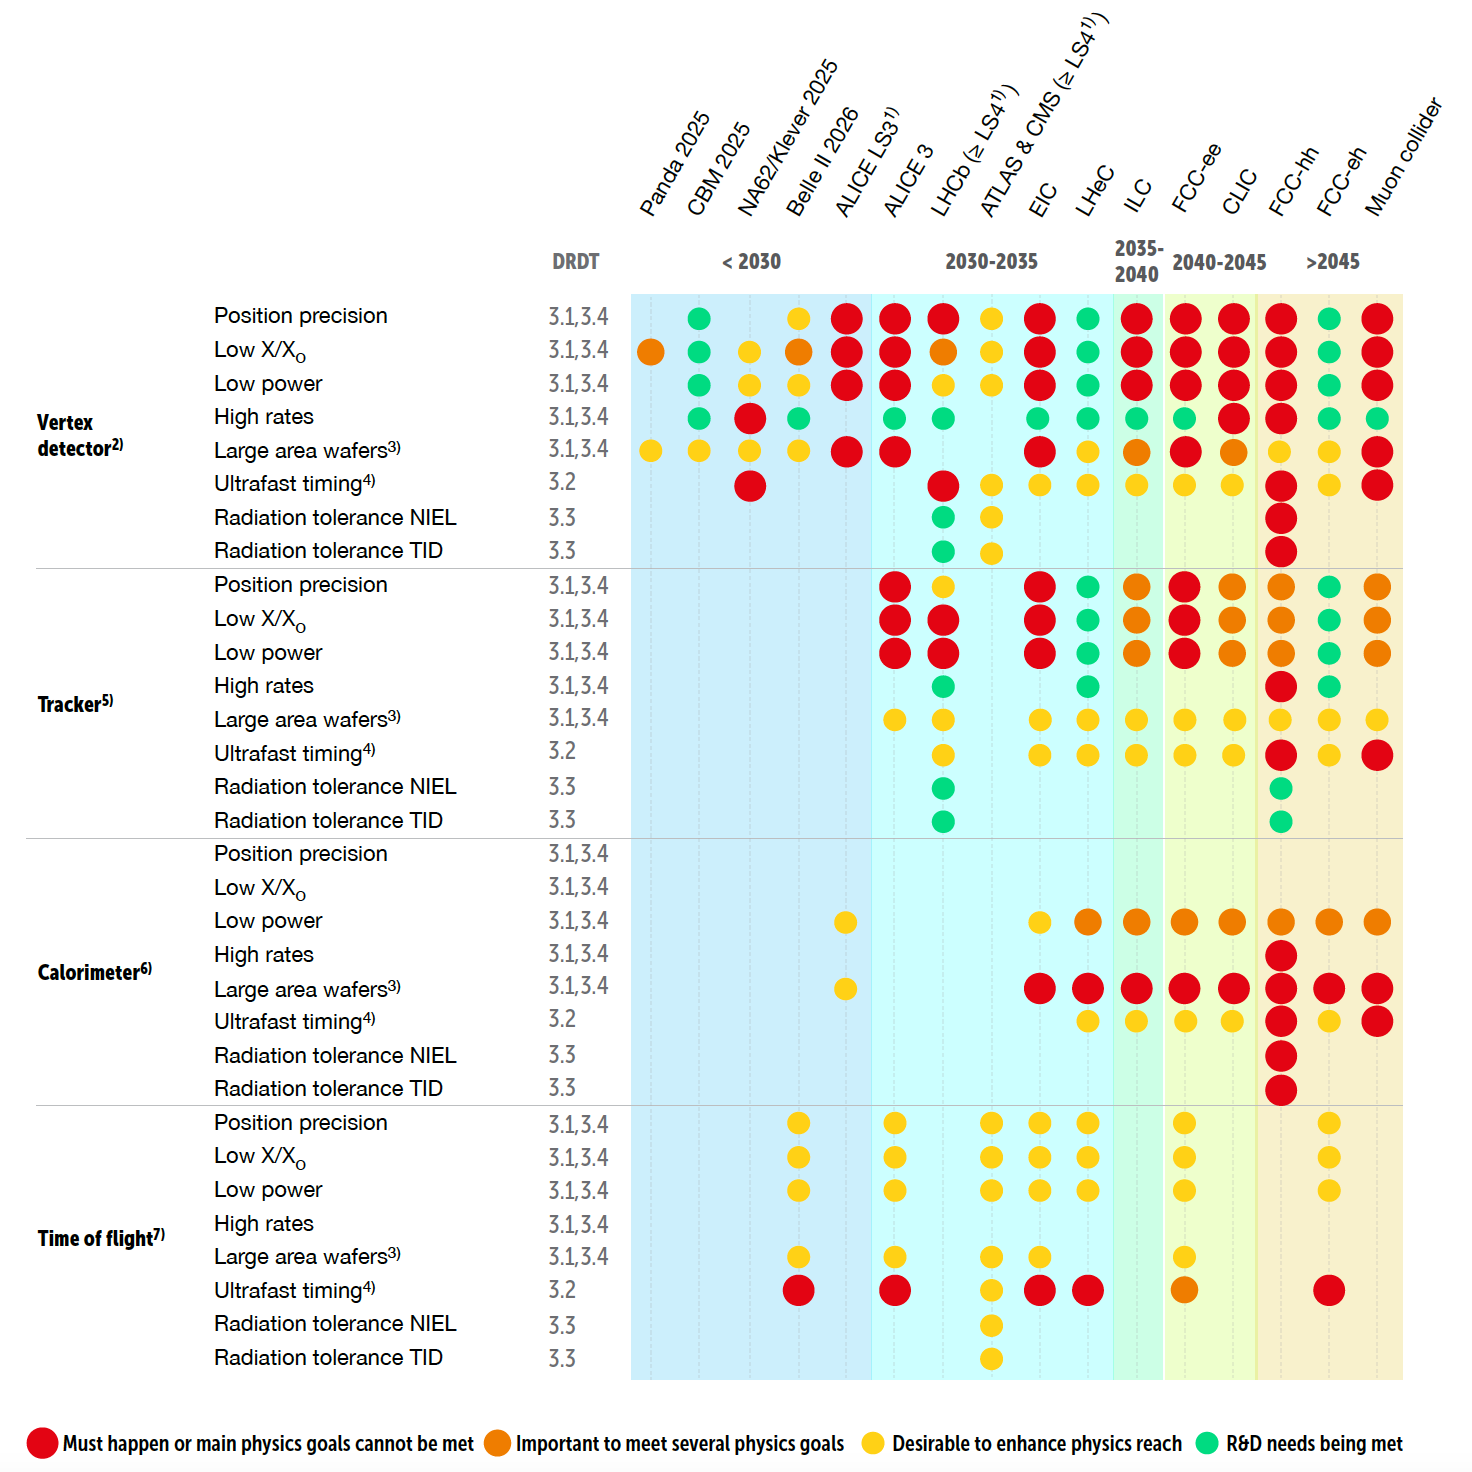 Panda 2025
CBM 2025
NA62/Klever 2025
Belle II 2026
ALICE LS3¹⁾
ALICE 3
LHCb (≥ LS4¹⁾)
ATLAS & CMS (≥ LS4¹⁾)
EIC
LHeC
ILC
FCC-ee
CLIC
FCC-hh
FCC-eh
Muon collider
DRDT
< 2030
2030-2035
2035-
2040
2040-2045
>2045
Vertex
detector²⁾
Position precision 3.1,3.4
Low X/X₀ 3.1,3.4
Low power 3.1,3.4
High rates 3.1,3.4
Large area wafers³⁾ 3.1,3.4
Ultrafast timing⁴⁾ 3.2
Radiation tolerance NIEL 3.3
Radiation tolerance TID 3.3
Tracker⁵⁾
Position precision 3.1,3.4
Low X/X₀ 3.1,3.4
Low power 3.1,3.4
High rates 3.1,3.4
Large area wafers³⁾ 3.1,3.4
Ultrafast timing⁴⁾ 3.2
Radiation tolerance NIEL 3.3
Radiation tolerance TID 3.3
Calorimeter⁶⁾
Position precision 3.1,3.4
Low X/X₀ 3.1,3.4
Low power 3.1,3.4
High rates 3.1,3.4
Large area wafers³⁾ 3.1,3.4
Ultrafast timing⁴⁾ 3.2
Radiation tolerance NIEL 3.3
Radiation tolerance TID 3.3
Time of flight⁷⁾
Position precision 3.1,3.4
Low X/X₀ 3.1,3.4
Low power 3.1,3.4
High rates 3.1,3.4
Large area wafers³⁾ 3.1,3.4
Ultrafast timing⁴⁾ 3.2
Radiation tolerance NIEL 3.3
Radiation tolerance TID 3.3
Must happen or main physics goals cannot be met
Important to meet several physics goals
Desirable to enhance physics reach
R&D needs being met